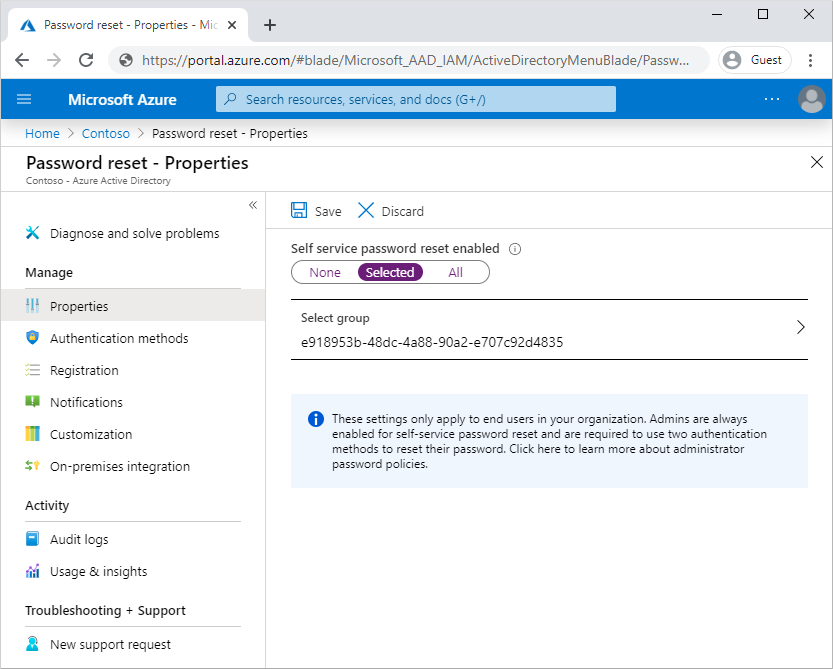 Password reset - Properties - Mic
https://portal.azure.com/#blade/Microsoft_AAD_IAM/ActiveDirectoryMenuBlade/Passw...
Guest
Microsoft Azure
Search resources, services, and docs (G+/)
Home > Contoso > Password reset - Properties
Password reset - Properties
Contoso - Azure Active Directory
Diagnose and solve problems
Manage
Properties
Authentication methods
Registration
Notifications
Customization
On-premises integration
Activity
Audit logs
Usage & insights
Troubleshooting + Support
New support request
Save Discard
Self service password reset enabled
None Selected All
Select group
e918953b-48dc-4a88-90a2-e707c92d4835
These settings only apply to end users in your organization. Admins are always
enabled for self-service password reset and are required to use two authentication
methods to reset their password. Click here to learn more about administrator
password policies.